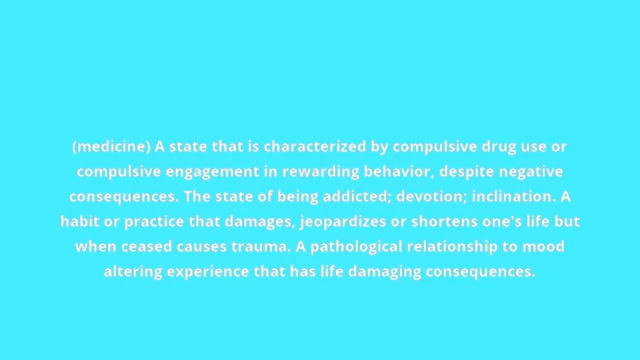 (medicine) A state that is characterized by compulsive drug use or
compulsive engagement in rewarding behavior, despite negative
consequences. The state of being addicted; devotion; inclination. A
habit or practice that damages, jeopardizes or shortens one's life but
when ceased causes trauma. A pathological relationship to mood
altering experience that has life damaging consequences.